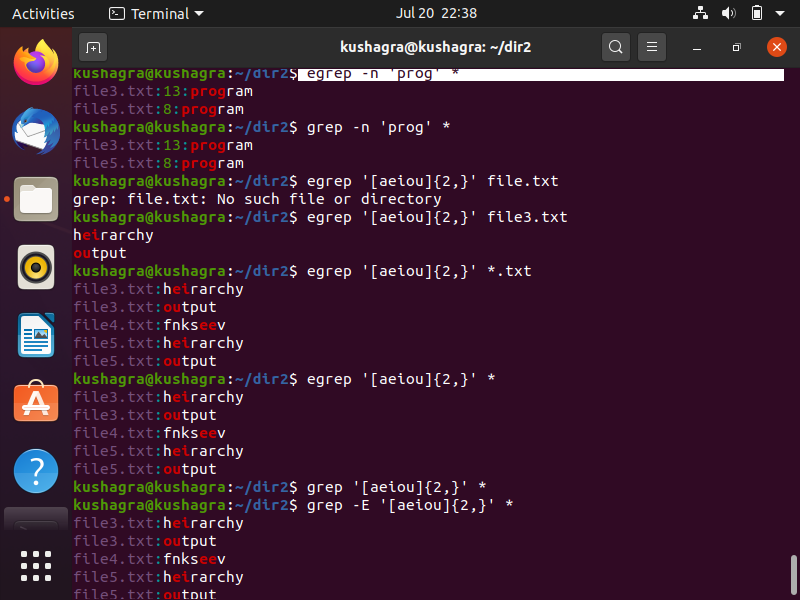 Activities
Terminal
Jul 20 22:38
kushagra@kushagra: ~/dir2
kushagra@kushagra:~/dir2$ egrep -n 'prog' *
file3.txt:13:program
file5.txt:8:program
kushagra@kushagra:~/dir2$ grep -n 'prog' *
file3.txt:13:program
file5.txt:8:program
kushagra@kushagra:~/dir2$ egrep '[aeiou]{2,}' file.txt
grep: file.txt: No such file or directory
kushagra@kushagra:~/dir2$ egrep '[aeiou]{2,}' file3.txt
heirarchy
output
kushagra@kushagra:~/dir2$ egrep '[aeiou]{2,}' *.txt
file3.txt:heirarchy
file3.txt:output
file4.txt:fnkseev
file5.txt:heirarchy
file5.txt:output
kushagra@kushagra:~/dir2$ egrep '[aeiou]{2,}' *
file3.txt:heirarchy
file3.txt:output
file4.txt:fnkseev
file5.txt:heirarchy
file5.txt:output
kushagra@kushagra:~/dir2$ grep '[aeiou]{2,}' *
kushagra@kushagra:~/dir2$ grep -E '[aeiou]{2,}' *
file3.txt:heirarchy
file3.txt:output
file4.txt:fnkseev
file5.txt:heirarchy
file5.txt:output